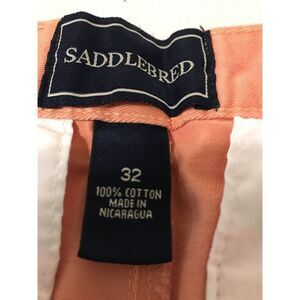 SADDLEBRED
32
100% COTTON
MADE IN
NICARAGUA